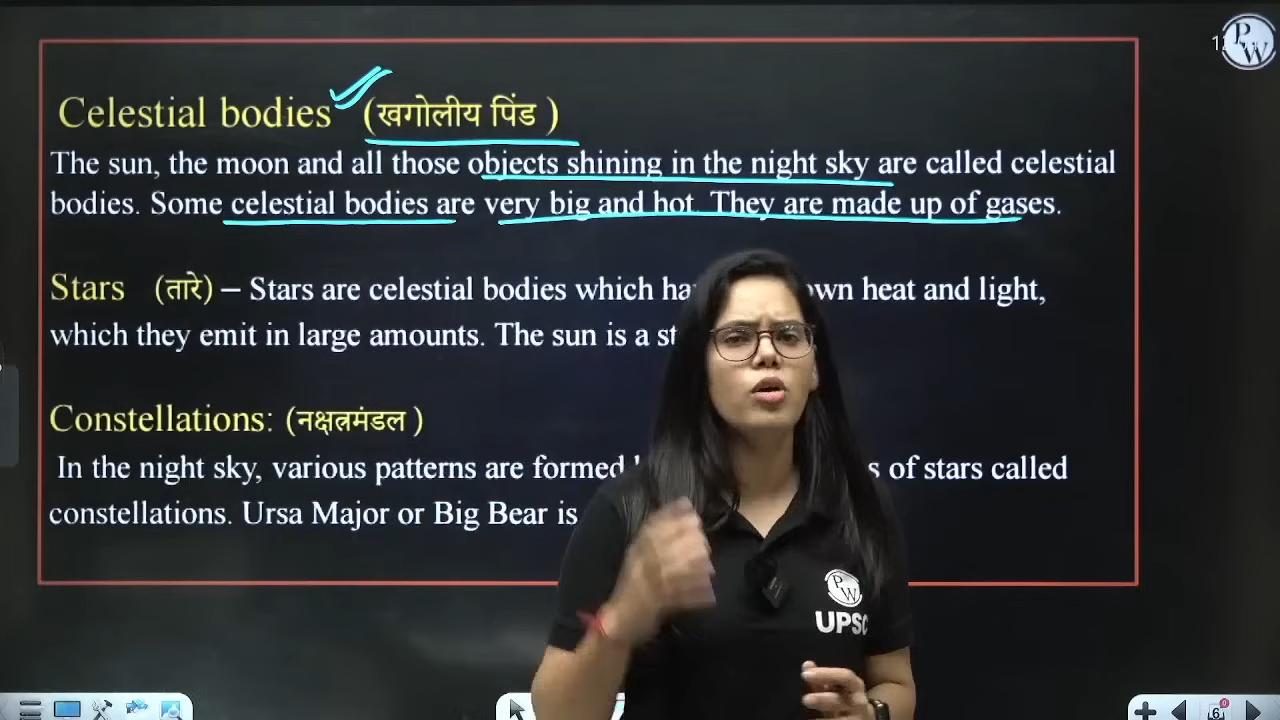 Celestial bodies (खगोलीय पिंड )
The sun, the moon and all those objects shining in the night sky are called celestial
bodies. Some celestial bodies are very big and hot. They are made up of gases.
Stars (तारे) – Stars are celestial bodies which own heat and light,
which they emit in large amounts. The sun is a
Constellations: (नक्षत्रमंडल )
In the night sky, various patterns are formed of stars called
constellations. Ursa Major or Big Bear is
P
W
P
W
UPSC
6